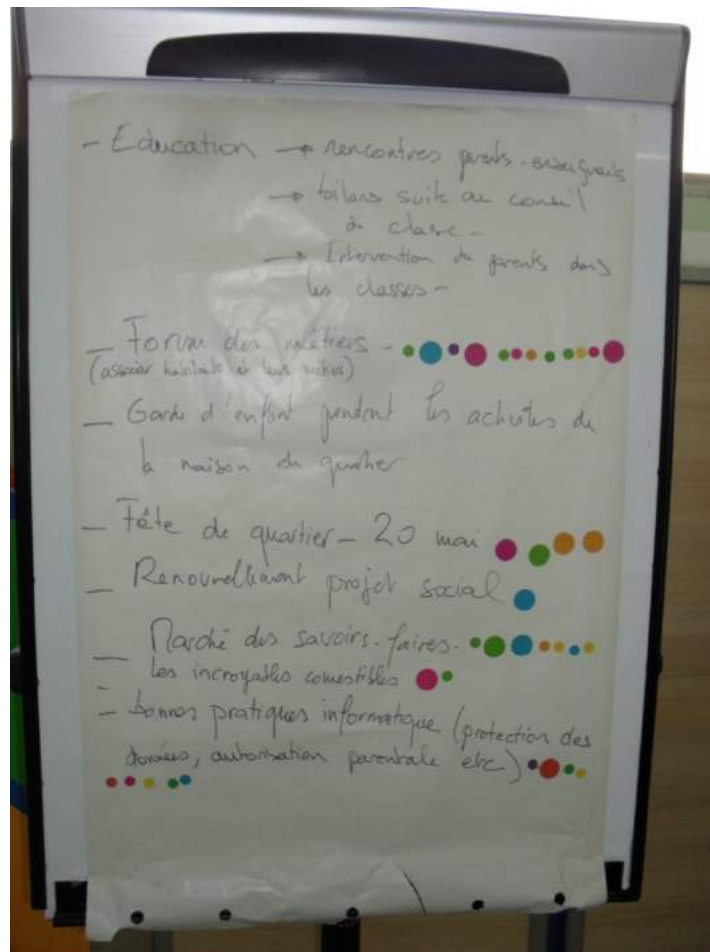 - Education → rencontres parents - enseignants
→ bilans suite au conseil
de classe -
→ Intervention de parents dans
les classes -
- Forum des métiers -
(associer habitants et leurs métiers)
- Garde d'enfant pendant les activités de
la maison du quartier
- Fête de quartier - 20 mai
- Renouvellement projet social
- Marché des savoirs-faires -
les incroyables comestibles
- bonnes pratiques informatique (protection des
données, autorisation parentale etc)